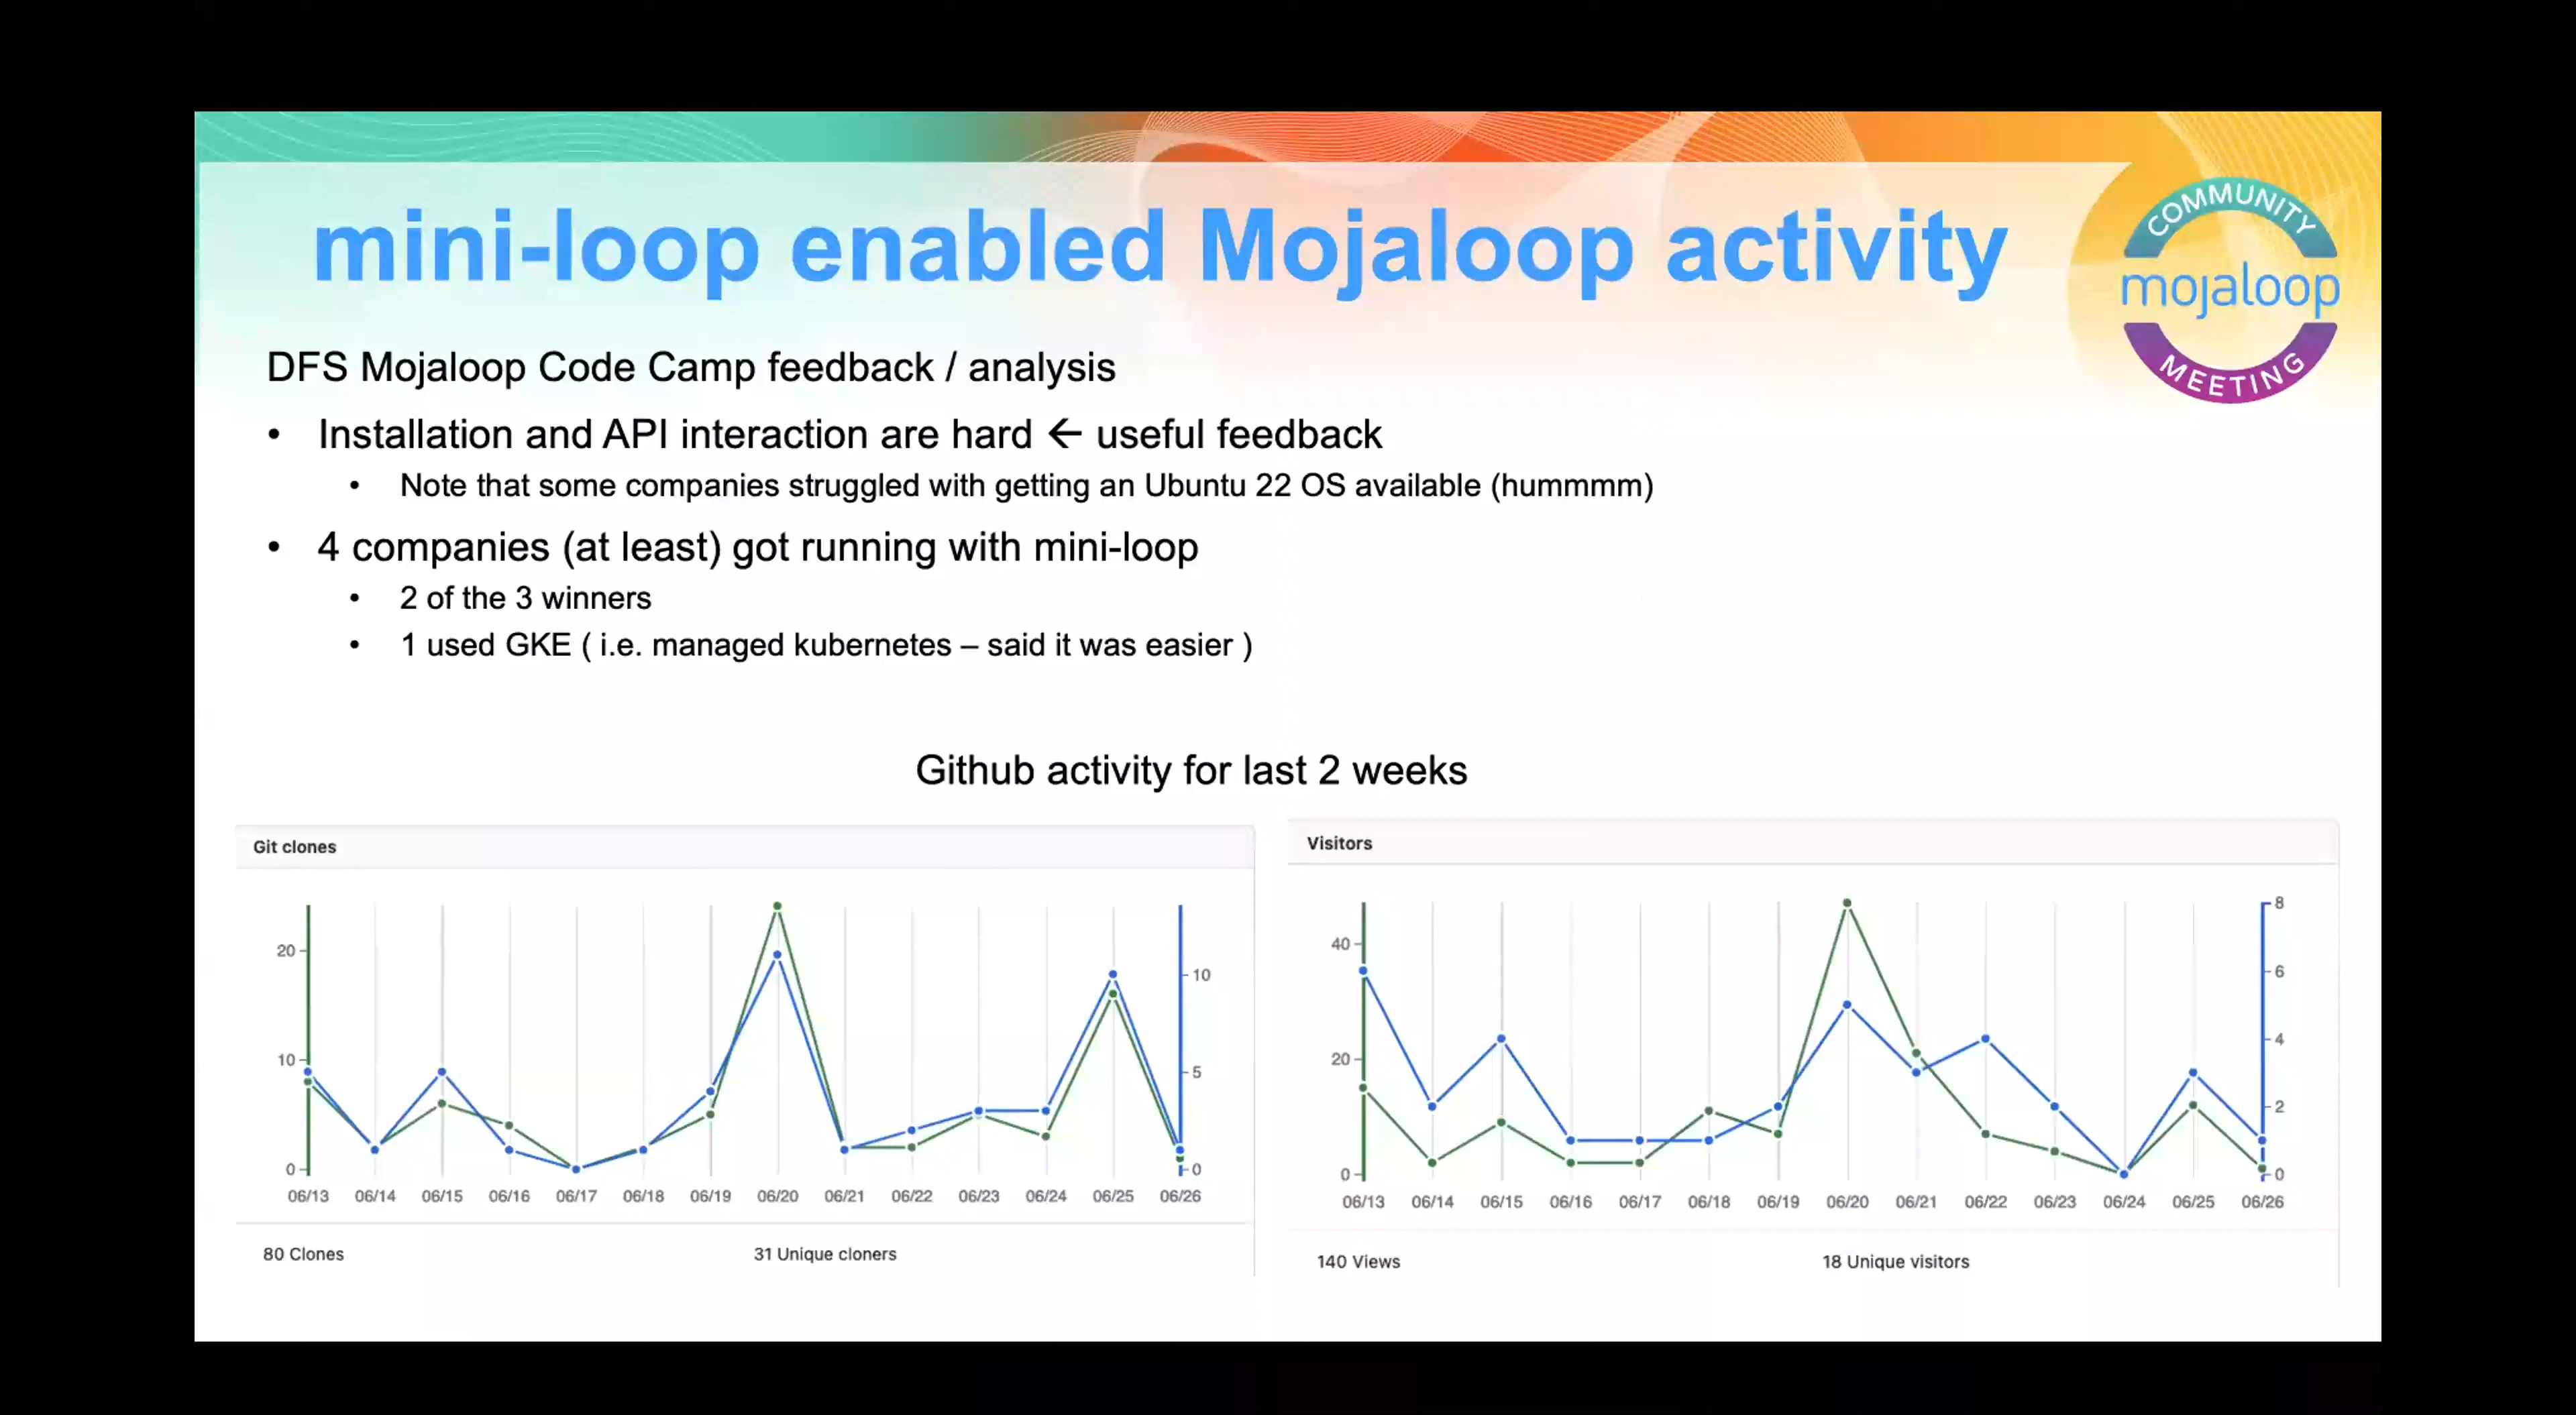 mini-loop enabled Mojaloop activity
COMMUNITY
mojaloop
MEETING
DFS Mojaloop Code Camp feedback / analysis
• Installation and API interaction are hard ← useful feedback
• Note that some companies struggled with getting an Ubuntu 22 OS available (hummmm)
• 4 companies (at least) got running with mini-loop
• 2 of the 3 winners
• 1 used GKE ( i.e. managed kubernetes – said it was easier )
Github activity for last 2 weeks
Git clones
20
10
0
10
5
0
06/13 06/14 06/15 06/16 06/17 06/18 06/19 06/20 06/21 06/22 06/23 06/24 06/25 06/26
80 Clones 31 Unique cloners
Visitors
40
20
0
8
6
4
2
0
06/13 06/14 06/15 06/16 06/17 06/18 06/19 06/20 06/21 06/22 06/23 06/24 06/25 06/26
140 Views 18 Unique visitors